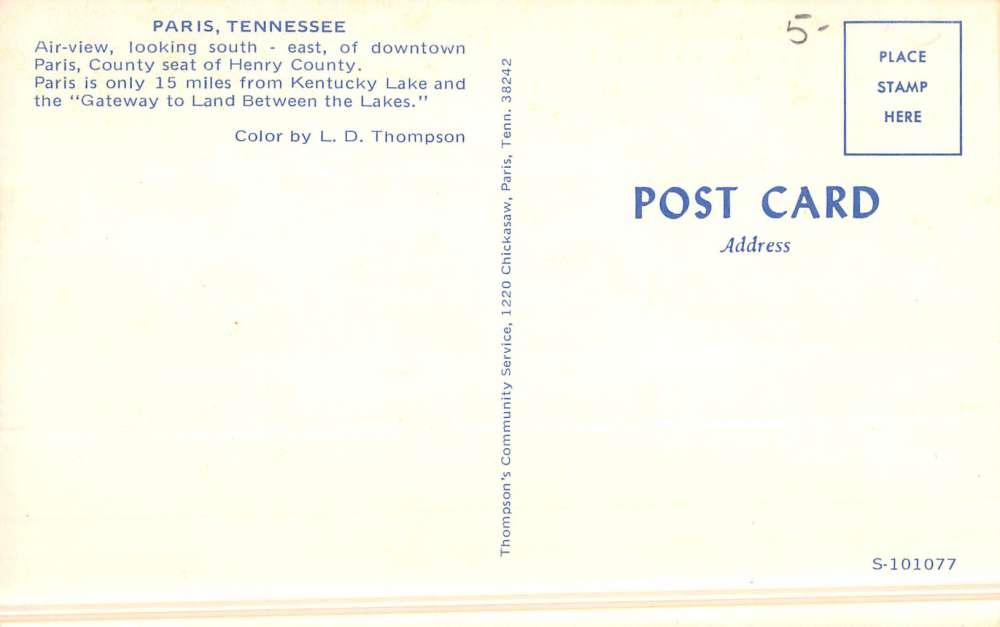 PARIS, TENNESSEE
Air-view, looking south - east, of downtown
Paris, County seat of Henry County.
Paris is only 15 miles from Kentucky Lake and
the "Gateway to Land Between the Lakes."
Color by L. D. Thompson
Thompson's Community Service, 1220 Chickasaw, Paris, Tenn. 38242
5-
PLACE
STAMP
HERE
POST CARD
Address
S-101077